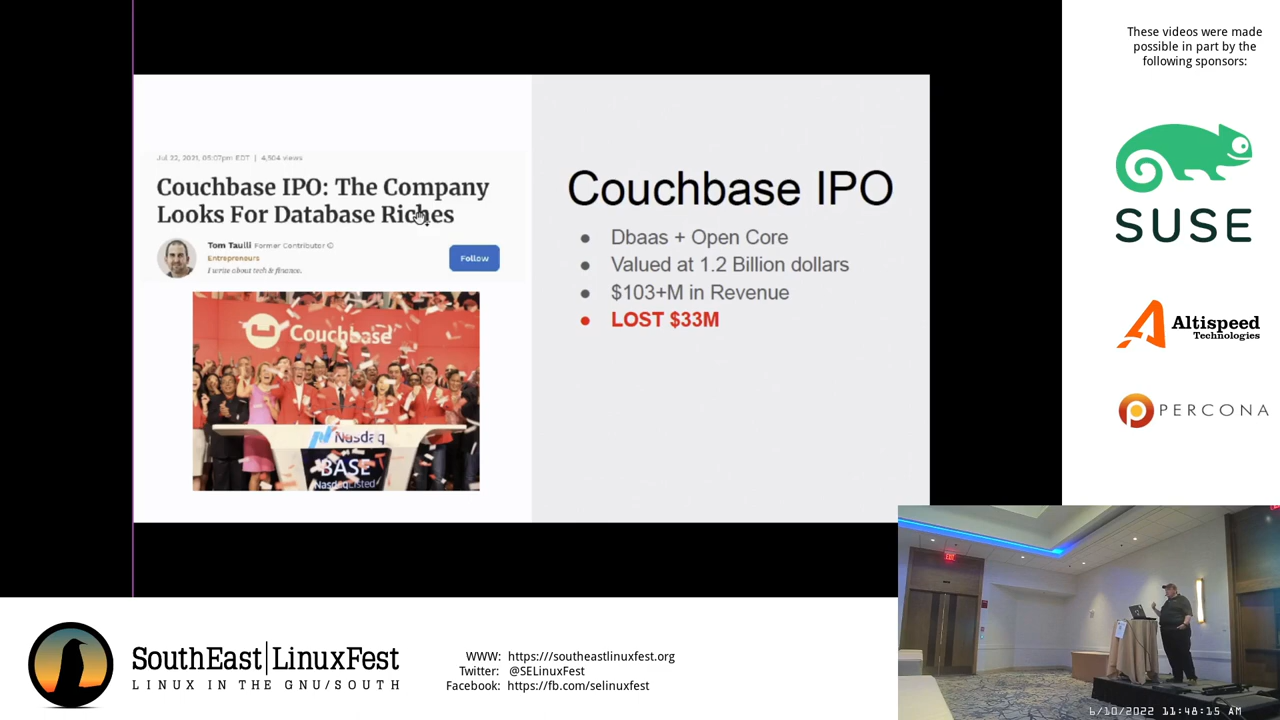 These videos were made
possible in part by the
following sponsors:
Jul 22, 2021, 05:07pm EDT | 4,504 views
Couchbase IPO: The Company
Looks For Database Riches
Tom Taulli Former Contributor
Entrepreneurs
I write about tech & finance.
Follow
Couchbase
Nasdaq
BASE
NasdaqListed
Couchbase IPO
Dbaas + Open Core
Valued at 1.2 Billion dollars
$103+M in Revenue
LOST $33M
SUSE
Altispeed
Technologies
PERCONA
SouthEast|LinuxFest
LINUX IN THE GNU/SOUTH
WWW: https:///southeastlinuxfest.org
Twitter: @SELinuxFest
Facebook: https://fb.com/selinuxfest
EXIT
6/10/2022 11:48:15 AM